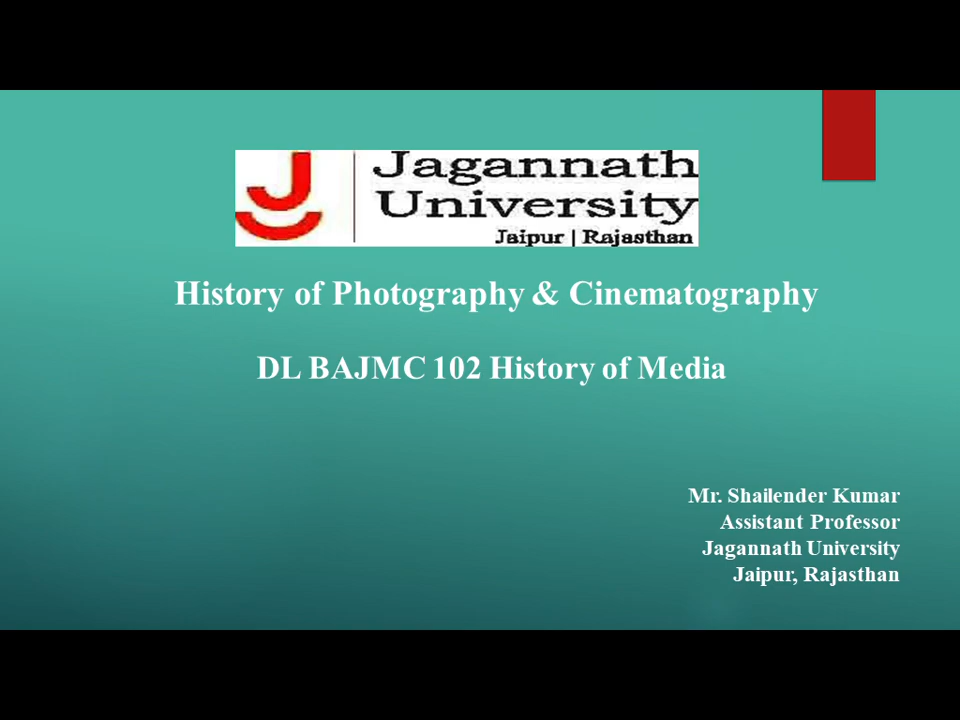 Jagannath
University
Jaipur | Rajasthan
History of Photography & Cinematography
DL BAJMC 102 History of Media
Mr. Shailender Kumar
Assistant Professor
Jagannath University
Jaipur, Rajasthan